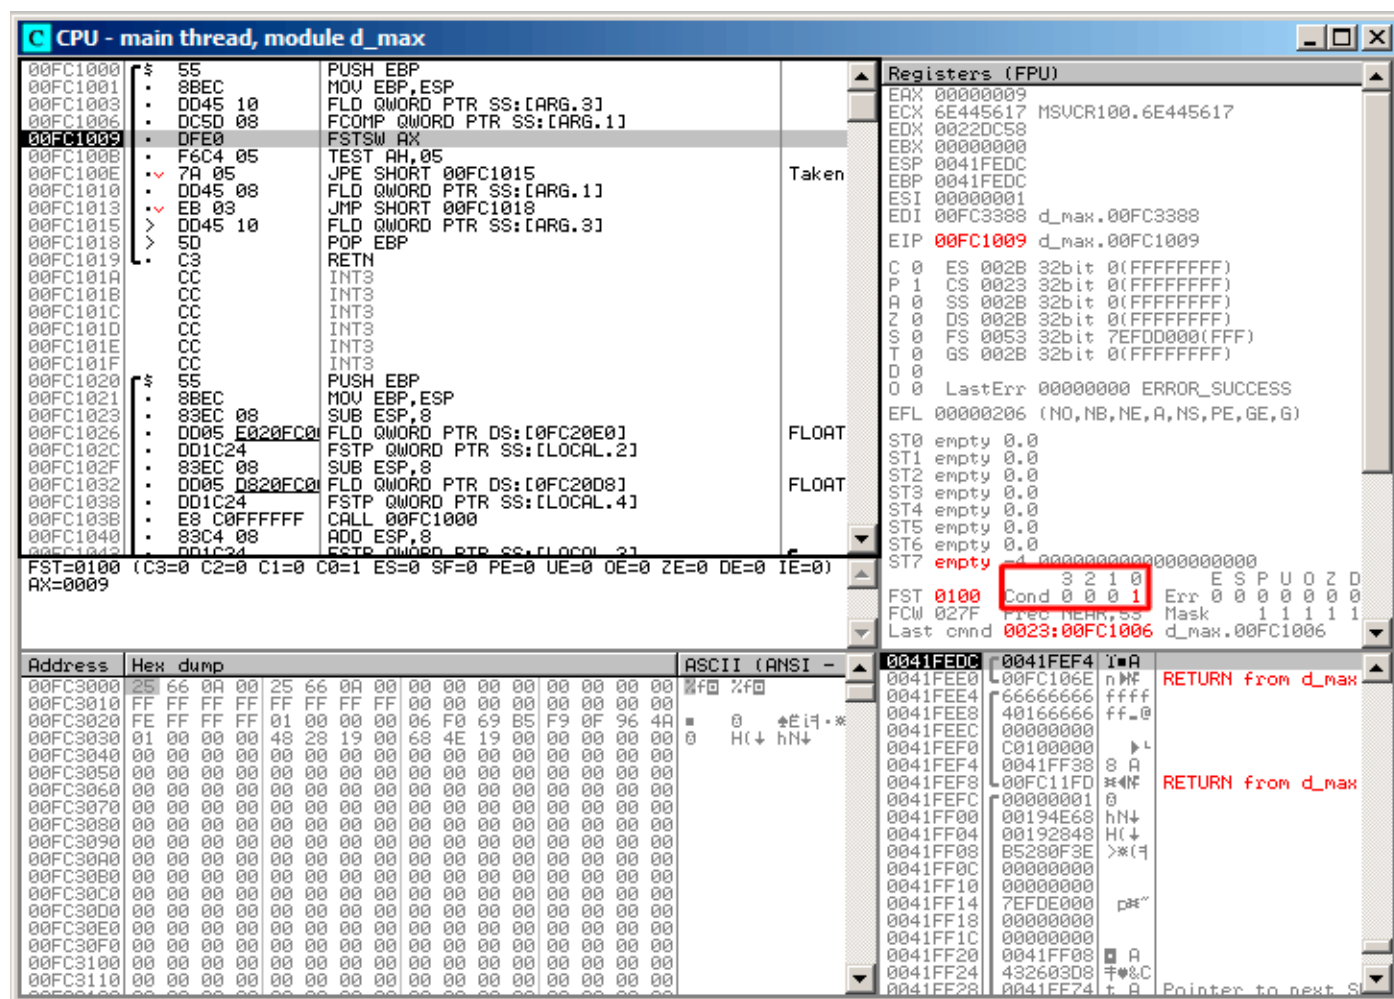 C CPU - main thread, module d_max
00FC1000 $ 55 PUSH EBP
00FC1001 . 8BEC MOV EBP,ESP
00FC1003 . DD45 10 FLD QWORD PTR SS:[ARG.3]
00FC1006 . DC5D 08 FCOMP QWORD PTR SS:[ARG.1]
00FC1009 . DFE0 FSTSW AX
00FC100B . F6C4 05 TEST AH,05
00FC100E . 7A 05 JPE SHORT 00FC1015 Taken
00FC1010 . DD45 08 FLD QWORD PTR SS:[ARG.1]
00FC1013 . EB 03 JMP SHORT 00FC1018
00FC1015 > DD45 10 FLD QWORD PTR SS:[ARG.3]
00FC1018 > 5D POP EBP
00FC1019 . C3 RETN
00FC101A CC INT3
00FC101B CC INT3
00FC101C CC INT3
00FC101D CC INT3
00FC101E CC INT3
00FC101F CC INT3
00FC1020 $ 55 PUSH EBP
00FC1021 . 8BEC MOV EBP,ESP
00FC1023 . 83EC 08 SUB ESP,8
00FC1026 . DD05 E020FC0 FLD QWORD PTR DS:[0FC20E0] FLOAT
00FC102C . DD1C24 FSTP QWORD PTR SS:[LOCAL.2]
00FC102F . 83EC 08 SUB ESP,8
00FC1032 . DD05 D820FC0 FLD QWORD PTR DS:[0FC20D8] FLOAT
00FC1038 . DD1C24 FSTP QWORD PTR SS:[LOCAL.4]
00FC103B . E8 C0FFFFFF CALL 00FC1000
00FC1040 . 83C4 08 ADD ESP,8
00FC1043 . DD1C24 FSTP QWORD PTR SS:[LOCAL.2]
FST=0100 (C3=0 C2=0 C1=0 C0=1 ES=0 SF=0 PE=0 UE=0 OE=0 ZE=0 DE=0 IE=0)
AX=0009
Registers (FPU)
EAX 00000009
ECX 6E445617 MSVCR100.6E445617
EDX 0022DC58
EBX 00000000
ESP 0041FEDC
EBP 0041FEDC
ESI 00000001
EDI 00FC3388 d_max.00FC3388
EIP 00FC1009 d_max.00FC1009
C 0 ES 002B 32bit 0(FFFFFFFF)
P 1 CS 0023 32bit 0(FFFFFFFF)
A 0 SS 002B 32bit 0(FFFFFFFF)
Z 0 DS 002B 32bit 0(FFFFFFFF)
S 0 FS 0053 32bit 7EFDD000(FFF)
T 0 GS 002B 32bit 0(FFFFFFFF)
D 0
O 0 LastErr 00000000 ERROR_SUCCESS
EFL 00000206 (NO,NB,NE,A,NS,PE,GE,G)
ST0 empty 0.0
ST1 empty 0.0
ST2 empty 0.0
ST3 empty 0.0
ST4 empty 0.0
ST5 empty 0.0
ST6 empty 0.0
ST7 empty
3 2 1 0 E S P U O Z D
FST 0100 Cond 0 0 0 1 Err 0 0 0 0 0 0 0
FCW 027F Prec NEAR,53 Mask 1 1 1 1 1
Last cmnd 0023:00FC1006 d_max.00FC1006
Address Hex dump ASCII (ANSI -
00FC3000 25 66 0A 00 25 66 0A 00 00 00 00 00 00 00 00 00 %f %f
00FC3010 FF FF FF FF FF FF FF FF 00 00 00 00 00 00 00 00
00FC3020 FE FF FF FF 01 00 00 00 06 F0 69 B5 F9 0F 96 4A
00FC3030 01 00 00 00 48 28 19 00 68 4E 19 00 00 00 00 00 H(↓ hN↓
00FC3040 00 00 00 00 00 00 00 00 00 00 00 00 00 00 00 00
00FC3050 00 00 00 00 00 00 00 00 00 00 00 00 00 00 00 00
00FC3060 00 00 00 00 00 00 00 00 00 00 00 00 00 00 00 00
00FC3070 00 00 00 00 00 00 00 00 00 00 00 00 00 00 00 00
00FC3080 00 00 00 00 00 00 00 00 00 00 00 00 00 00 00 00
00FC3090 00 00 00 00 00 00 00 00 00 00 00 00 00 00 00 00
00FC30A0 00 00 00 00 00 00 00 00 00 00 00 00 00 00 00 00
00FC30B0 00 00 00 00 00 00 00 00 00 00 00 00 00 00 00 00
00FC30C0 00 00 00 00 00 00 00 00 00 00 00 00 00 00 00 00
00FC30D0 00 00 00 00 00 00 00 00 00 00 00 00 00 00 00 00
00FC30E0 00 00 00 00 00 00 00 00 00 00 00 00 00 00 00 00
00FC30F0 00 00 00 00 00 00 00 00 00 00 00 00 00 00 00 00
00FC3100 00 00 00 00 00 00 00 00 00 00 00 00 00 00 00 00
00FC3110 00 00 00 00 00 00 00 00 00 00 00 00 00 00 00 00
0041FEDC 0041FEF4
0041FEE0 00FC106E RETURN from d_max
0041FEE4 66666666 ffff
0041FEE8 40166666 ff @
0041FEEC 00000000
0041FEF0 C0100000
0041FEF4 0041FF38 8 A
0041FEF8 00FC11FD RETURN from d_max
0041FEFC 00000001
0041FF00 00194E68 hN↓
0041FF04 00192848 H(↓
0041FF08 B5280F3E
0041FF0C 00000000
0041FF10 00000000
0041FF14 7EFDE000
0041FF18 00000000
0041FF1C 00000000
0041FF20 0041FF08
0041FF24 432603D8
0041FF28 0041FF74 t A Pointer to next S